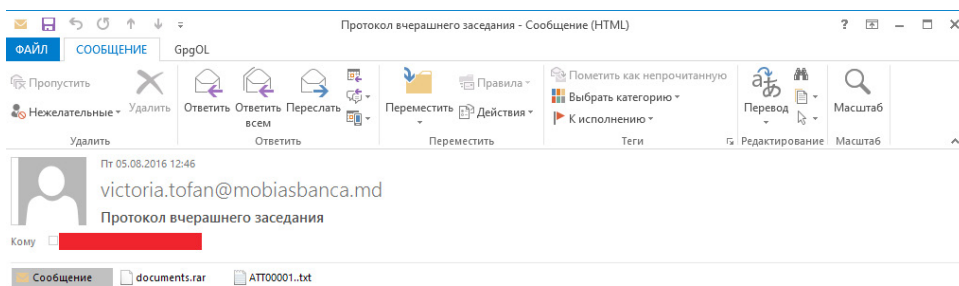 Протокол вчерашнего заседания - Сообщение (HTML)
ФАЙЛ СООБЩЕНИЕ GpgOL
Пропустить
Нежелательные
Удалить
Ответить Ответить всем Переслать
Переместить
Правила
Действия
Пометить как непрочитанную
Выбрать категорию
К исполнению
Перевод
Масштаб
Удалить Ответить Переместить Теги Редактирование Масштаб
Пт 05.08.2016 12:46
victoria.tofan@mobiasbanca.md
Протокол вчерашнего заседания
Кому
Сообщение documents.rar ATT00001..txt